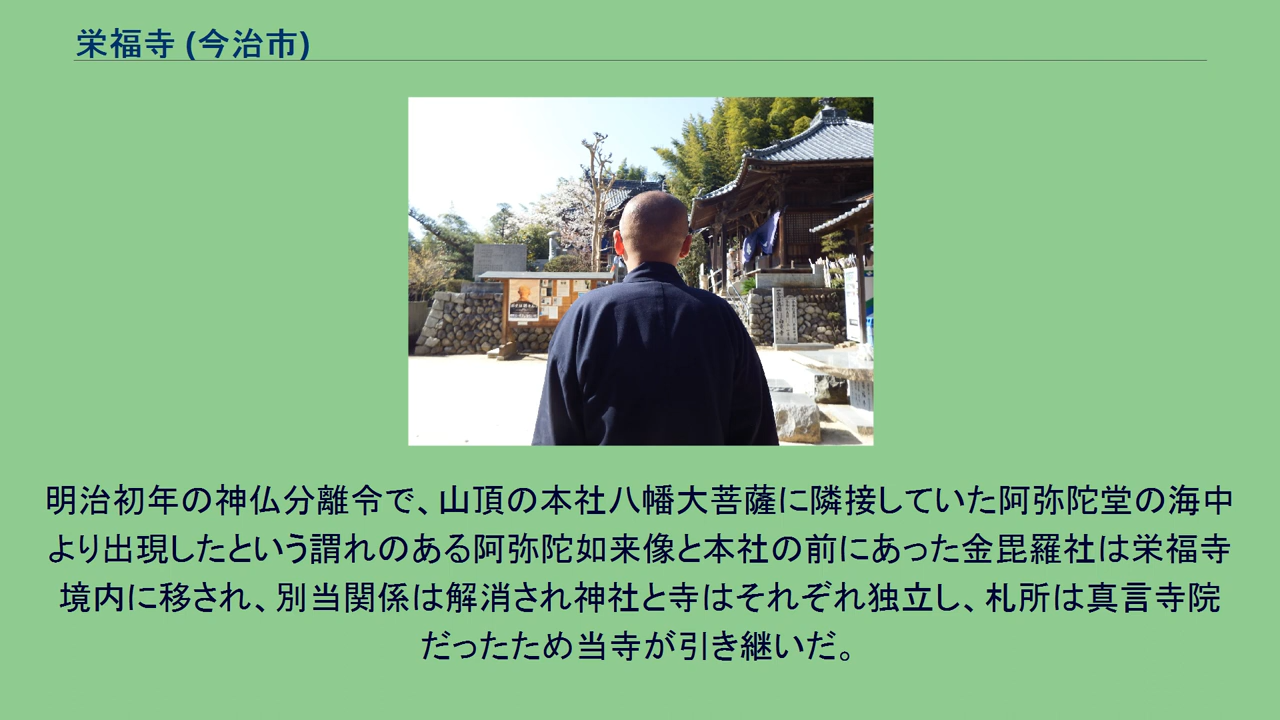 栄福寺 (今治市)
明治初年の神仏分離令で、山頂の本社八幡大菩薩に隣接していた阿弥陀堂の海中
より出現したという謂れのある阿弥陀如来像と本社の前にあった金毘羅社は栄福寺
境内に移され、別当関係は解消され神社と寺はそれぞれ独立し、札所は真言寺院
だったため当寺が引き継いだ。